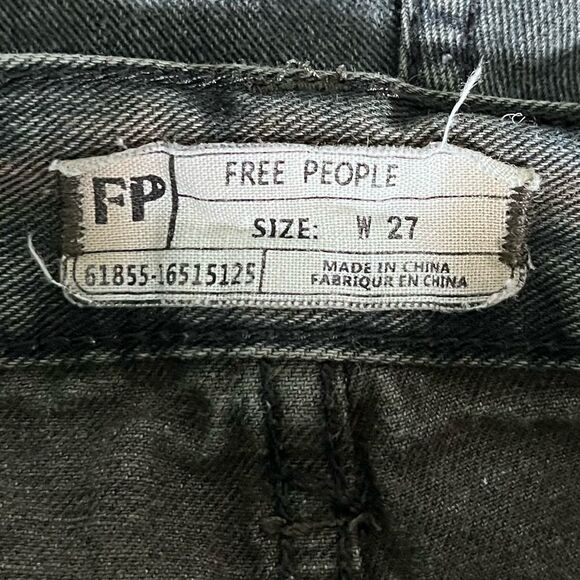 FP
FREE PEOPLE
SIZE: W 27
61855-16515125
MADE IN CHINA
FABRIQUR EN CHINA